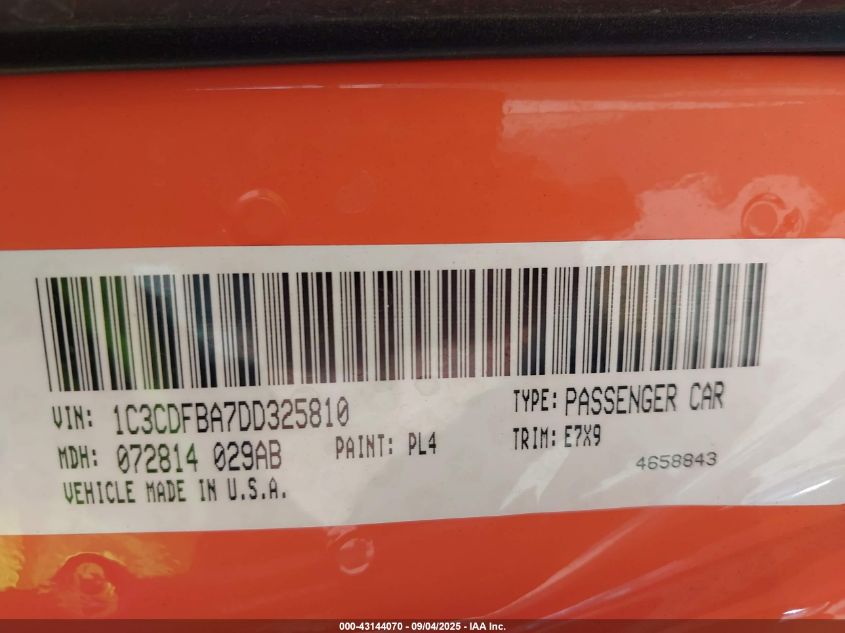 VIN: 1C3CDFBA7DD325810
TYPE: PASSENGER CAR
MDH: 072814 029AB
PAINT: PL4
TRIM: E7X9
4658843
VEHICLE MADE IN U.S.A.
000-43144070 - 09/04/2025 - IAA Inc.